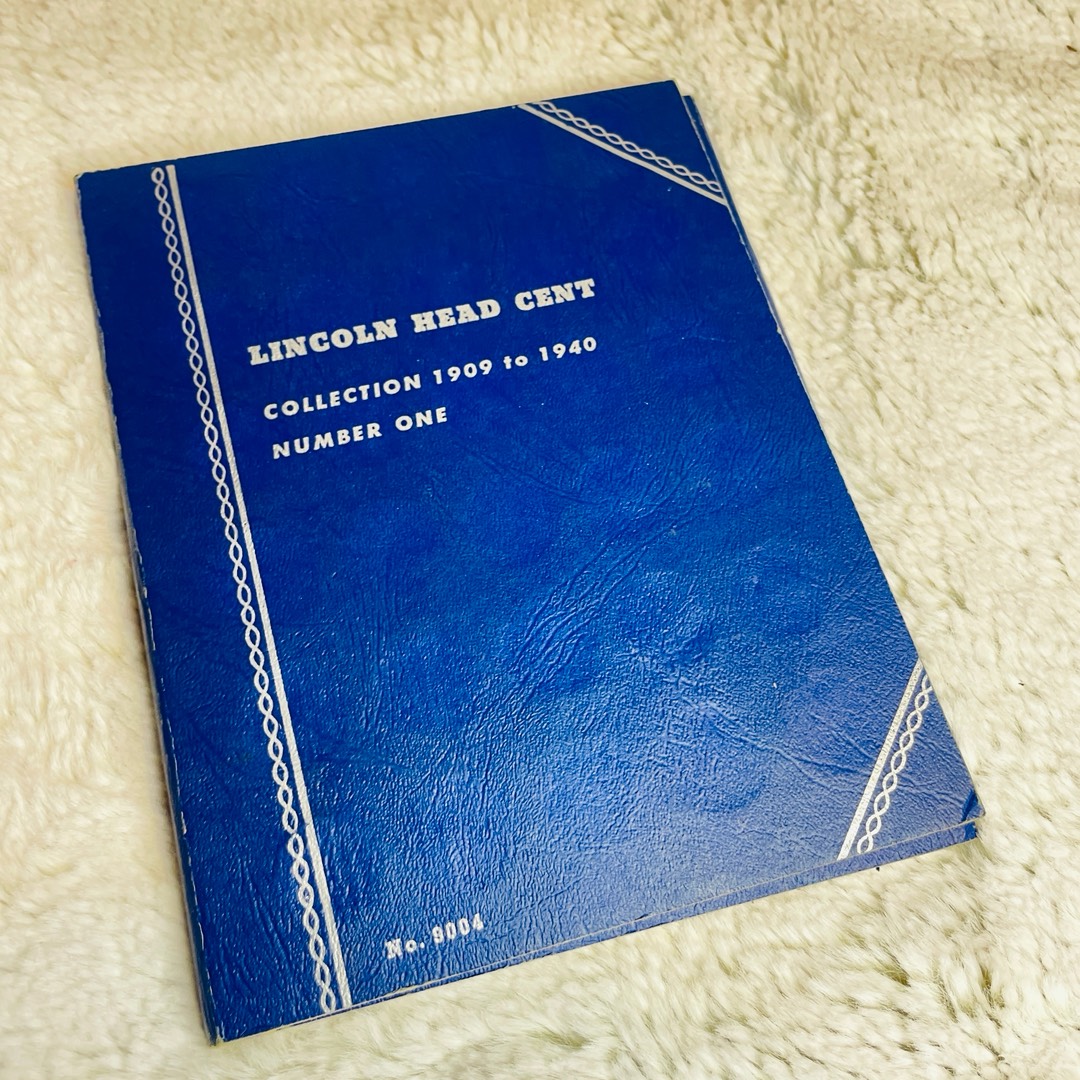 LINCOLN HEAD CENT
COLLECTION 1909 to 1940
NUMBER ONE
No. 9004